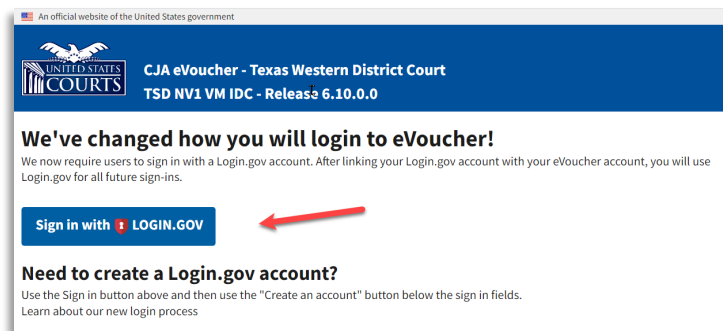 An official website of the United States government
UNITED STATES
COURTS
CJA eVoucher - Texas Western District Court
TSD NV1 VM IDC - Release 6.10.0.0
We've changed how you will login to eVoucher!
We now require users to sign in with a Login.gov account. After linking your Login.gov account with your eVoucher account, you will use
Login.gov for all future sign-ins.
Sign in with LOGIN.GOV
Need to create a Login.gov account?
Use the Sign in button above and then use the "Create an account" button below the sign in fields.
Learn about our new login process